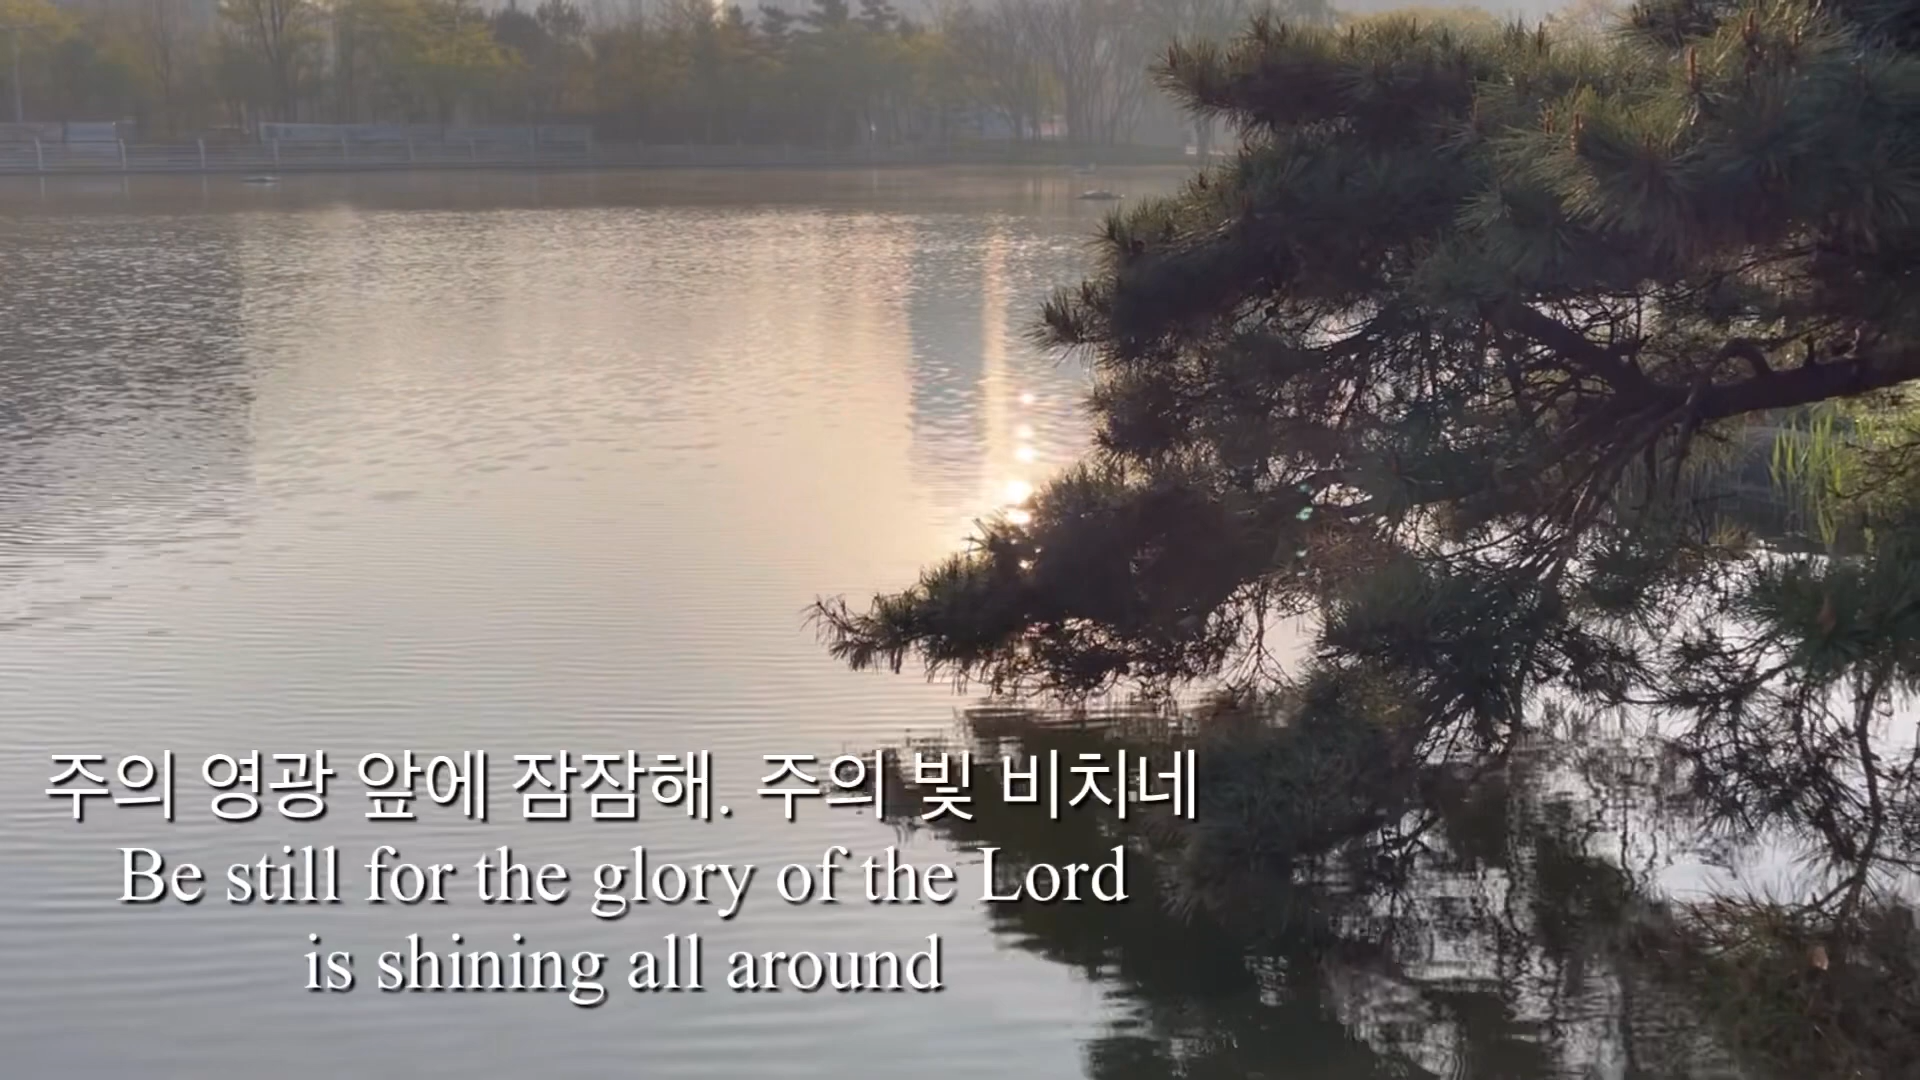 주의 영광 앞에 잠잠해. 주의 빛 비치네
Be still for the glory of the Lord
is shining all around